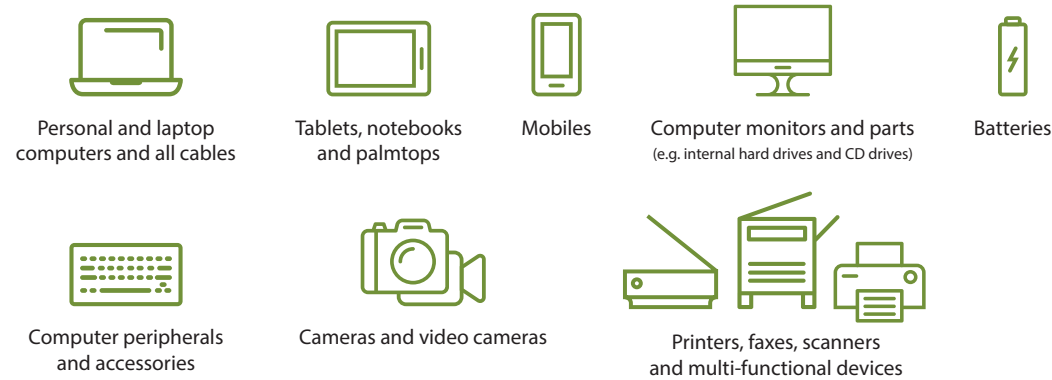 Personal and laptop
computers and all cables
Tablets, notebooks
and palmtops
Mobiles
Computer monitors and parts
(e.g. internal hard drives and CD drives)
Batteries
Computer peripherals
and accessories
Cameras and video cameras
Printers, faxes, scanners
and multi-functional devices